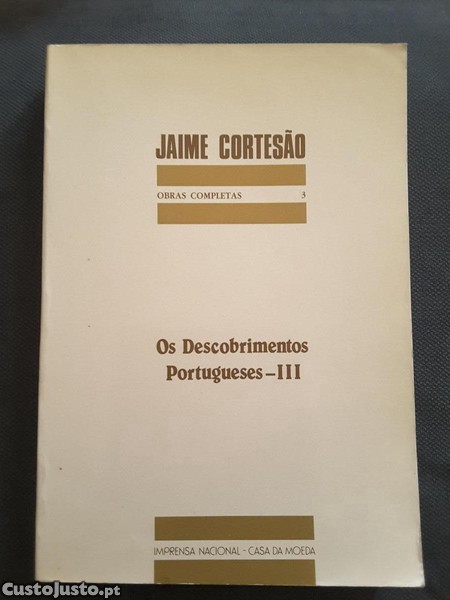 JAIME CORTESÃO
OBRAS COMPLETAS 3
Os Descobrimentos
Portugueses-III
IMPRENSA NACIONAL - CASA DA MOEDA
CustoJusto.pt